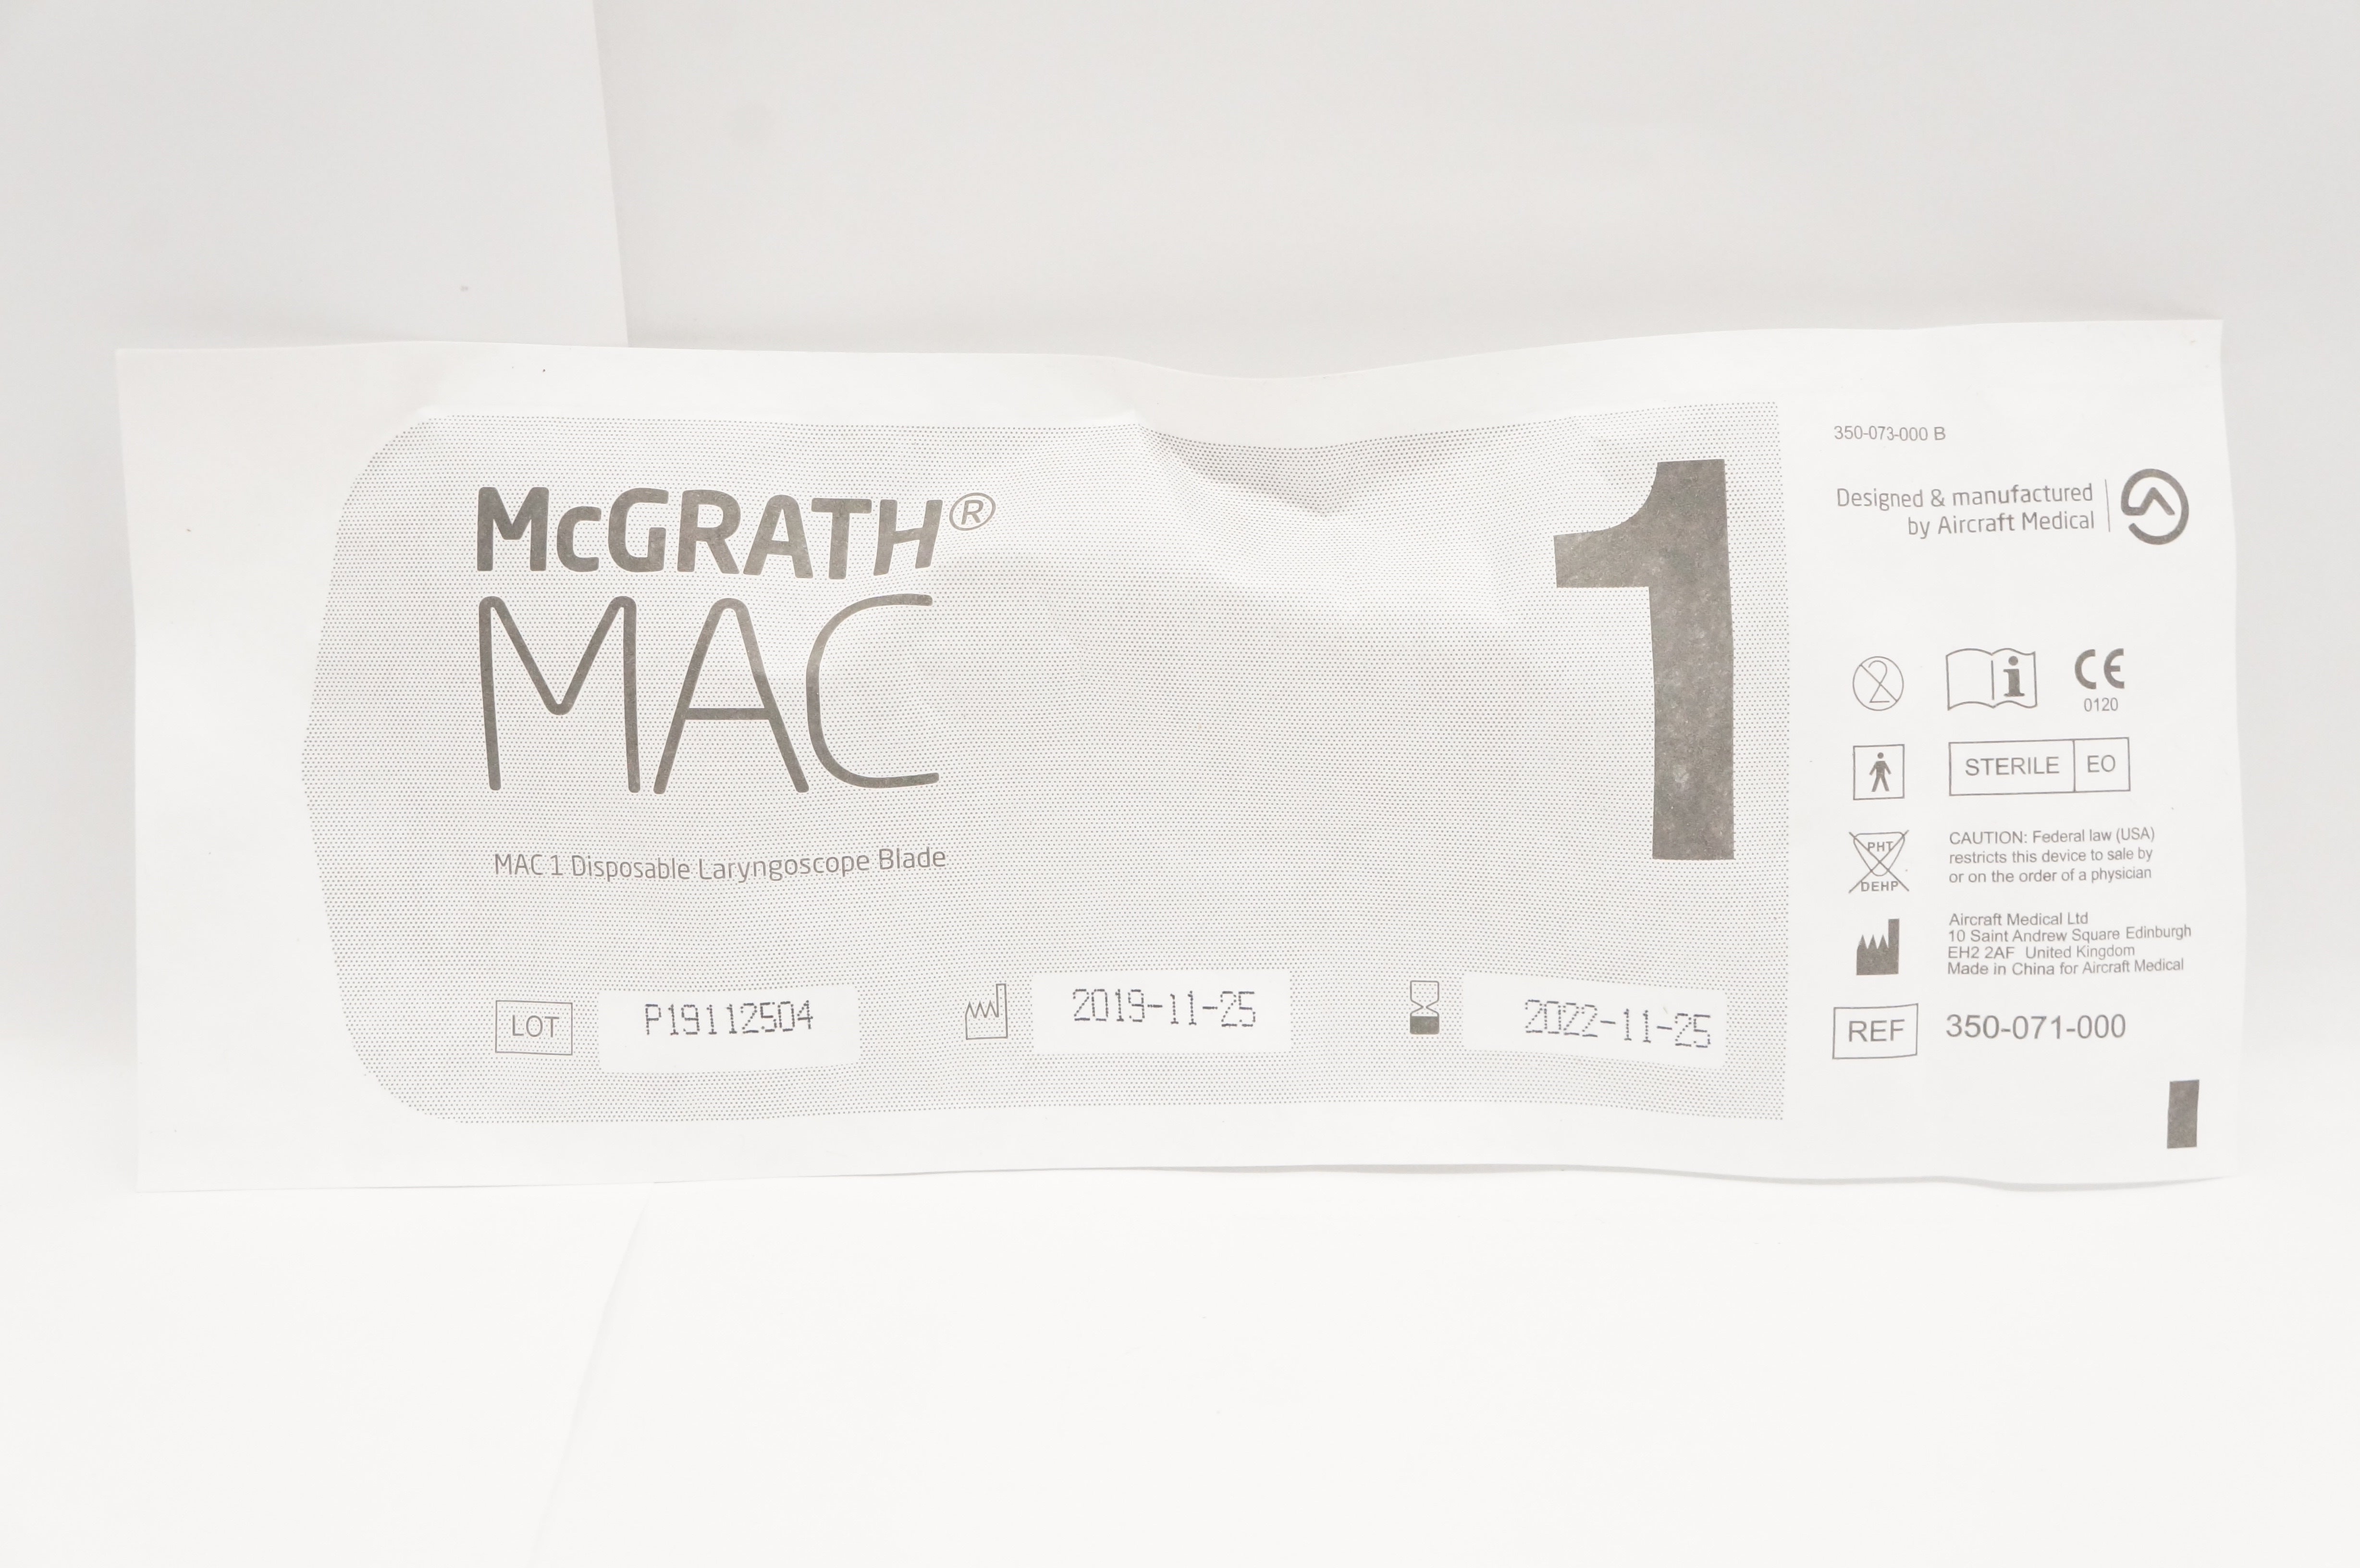 McGRATH®
MAC
1
MAC 1 Disposable Laryngoscope Blade
LOT P19112504
2019-11-25
2022-11-25
350-073-000 B
Designed & manufactured
by Aircraft Medical
2
i
CE
0120
STERILE EO
PHT
DEHP
CAUTION: Federal law (USA)
restricts this device to sale by
or on the order of a physician
Aircraft Medical Ltd
10 Saint Andrew Square Edinburgh
EH2 2AF United Kingdom
Made in China for Aircraft Medical
REF 350-071-000